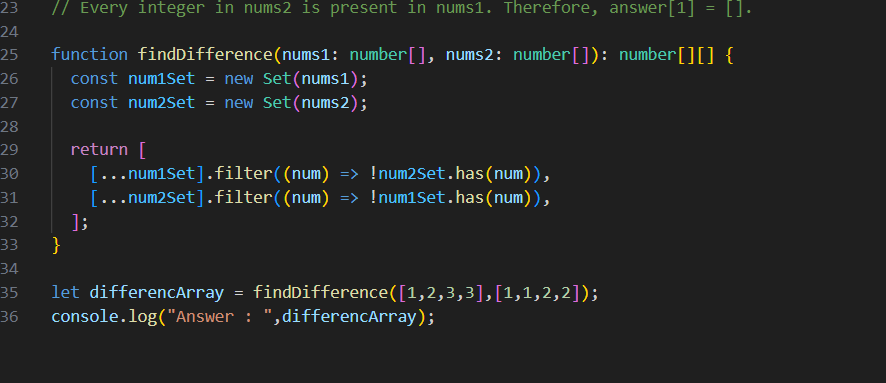 23 // Every integer in nums2 is present in nums1. Therefore, answer[1] = [].
24
25 function findDifference(nums1: number[], nums2: number[]): number[][] {
26   const num1Set = new Set(nums1);
27   const num2Set = new Set(nums2);
28
29   return [
30     [...num1Set].filter((num) => !num2Set.has(num)),
31     [...num2Set].filter((num) => !num1Set.has(num)),
32   ];
33 }
34
35 let differencArray = findDifference([1,2,3,3],[1,1,2,2]);
36 console.log("Answer : ",differencArray);